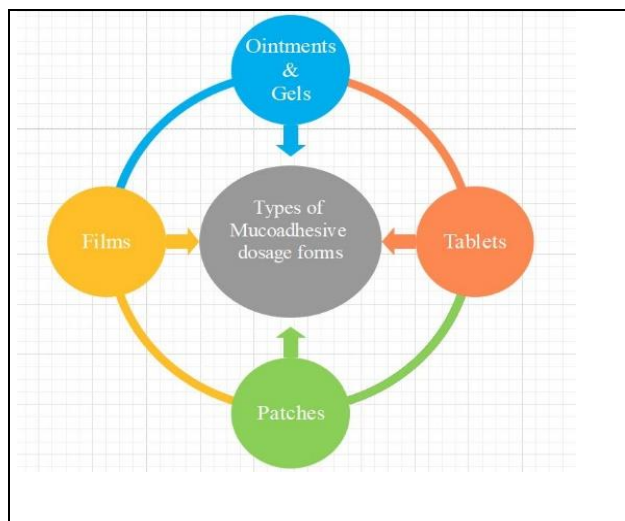 Ointments
&
Gels
Types of
Mucoadhesive
dosage forms
Films
Tablets
Patches